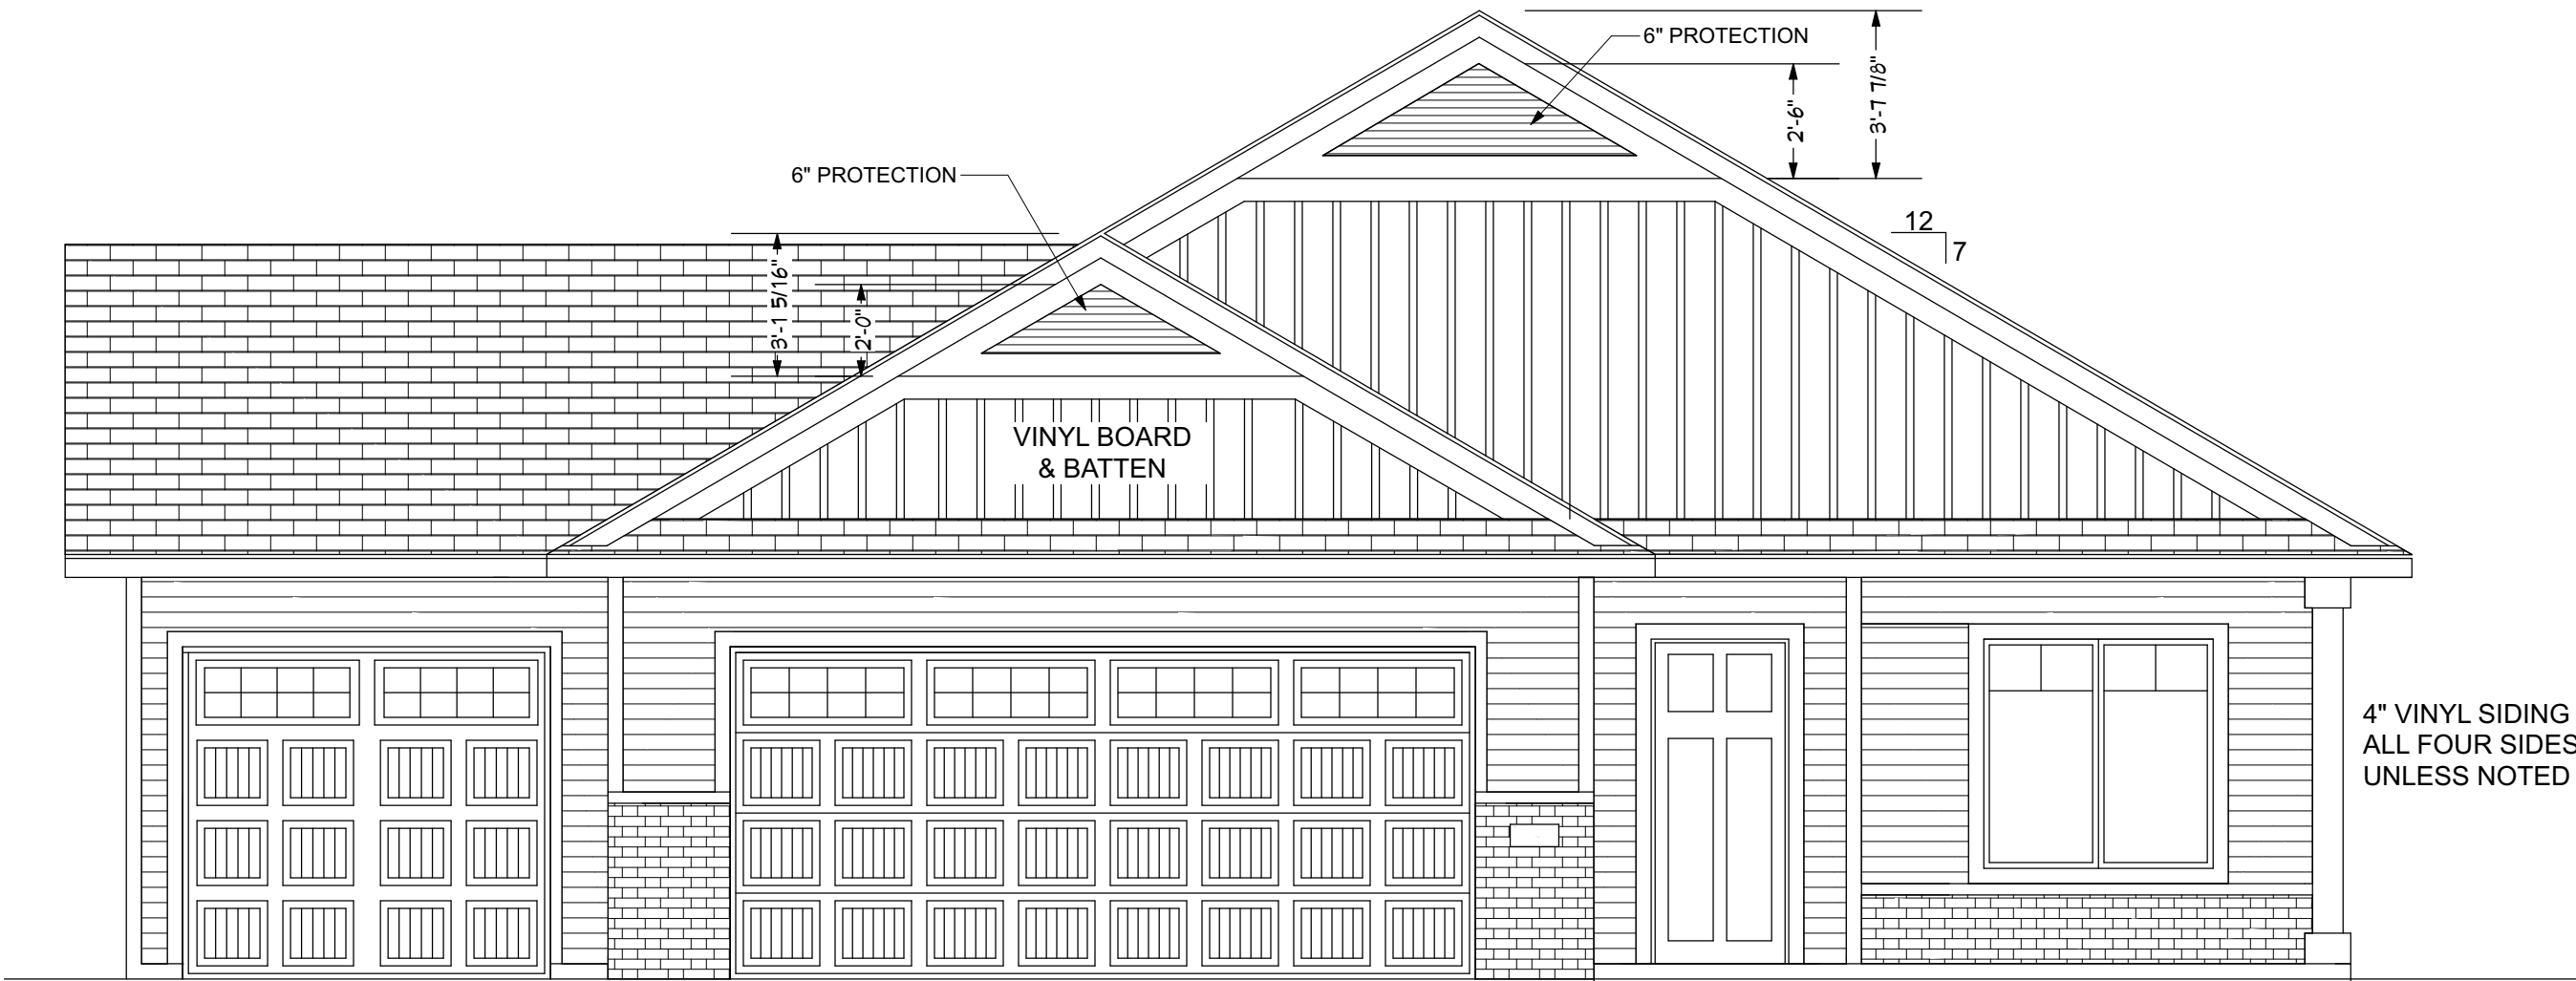 6" PROTECTION
2'-6"
3'-7 7/8"
6" PROTECTION
12
7
3'-1 5/16"
2'-0"
VINYL BOARD
& BATTEN
4" VINYL SIDING
ALL FOUR SIDES
UNLESS NOTED